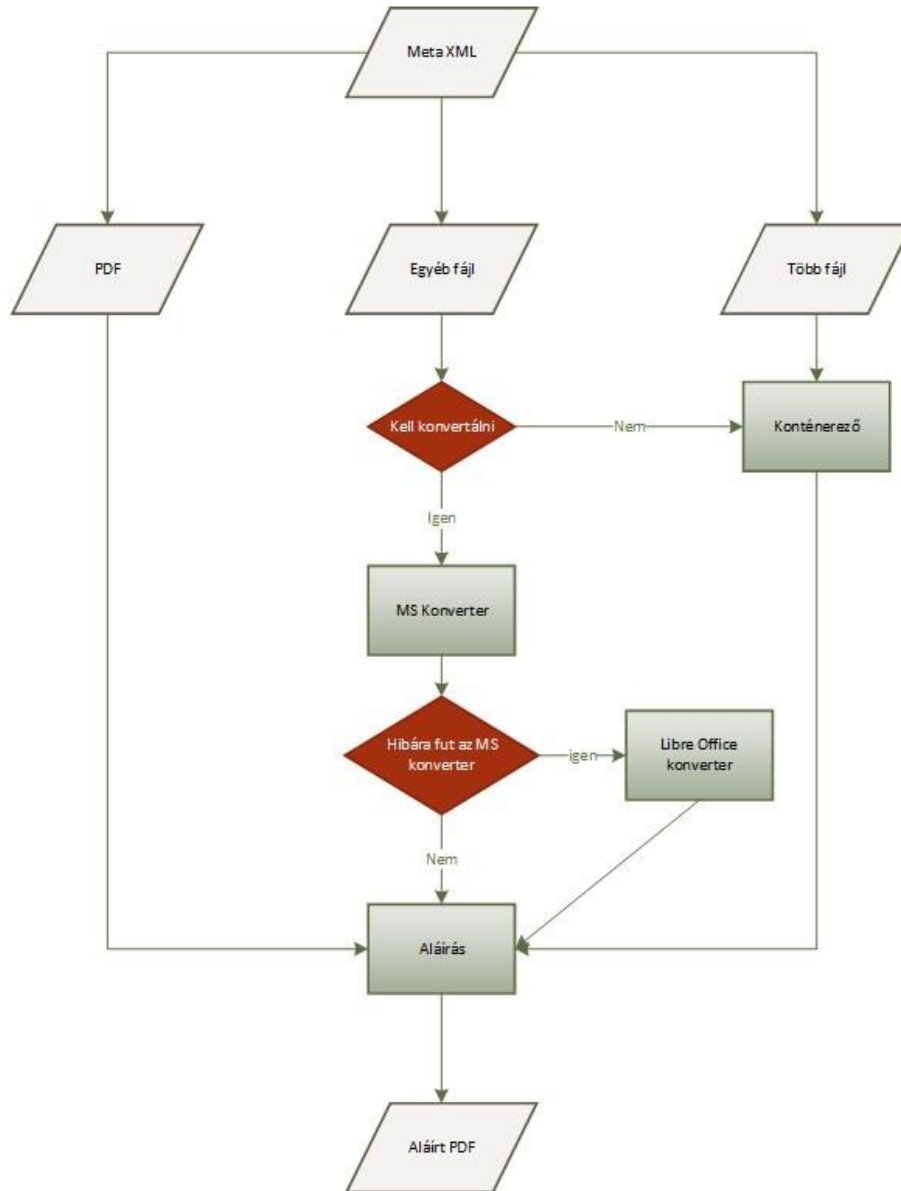 Meta XML
PDF
Egyéb fájl
Több fájl
Kell konvertálni
Nem
Konténerező
Igen
MS Konverter
Hibára fut az MS
konverter
igen
Libre Office
konverter
Nem
Aláírás
Aláírt PDF